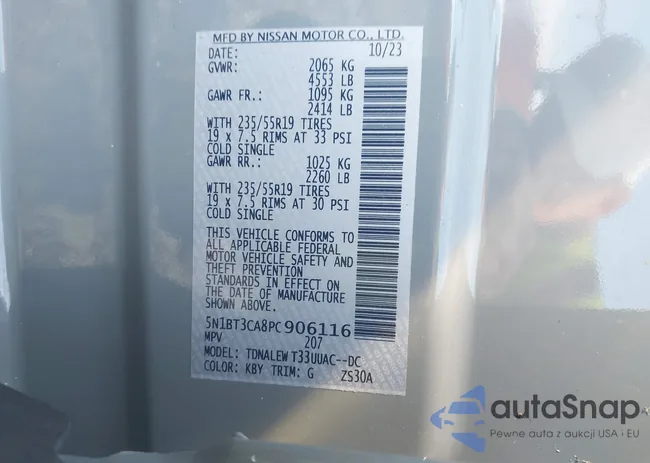 MFD BY NISSAN MOTOR CO., LTD.
DATE: 10/23
GVWR: 2065 KG
4553 LB
GAWR FR.: 1095 KG
2414 LB
WITH 235/55R19 TIRES
19 x 7.5 RIMS AT 33 PSI
COLD SINGLE
GAWR RR.: 1025 KG
2260 LB
WITH 235/55R19 TIRES
19 x 7.5 RIMS AT 30 PSI
COLD SINGLE
THIS VEHICLE CONFORMS TO
ALL APPLICABLE FEDERAL
MOTOR VEHICLE SAFETY AND
THEFT PREVENTION
STANDARDS IN EFFECT ON
THE DATE OF MANUFACTURE
SHOWN ABOVE.
5N1BT3CA8PC906116
MPV 207
MODEL: TDNALEW T33UUAC--DC
COLOR: KBY TRIM: G ZS30A
autaSnap
Pewne auta z aukcji USA i EU